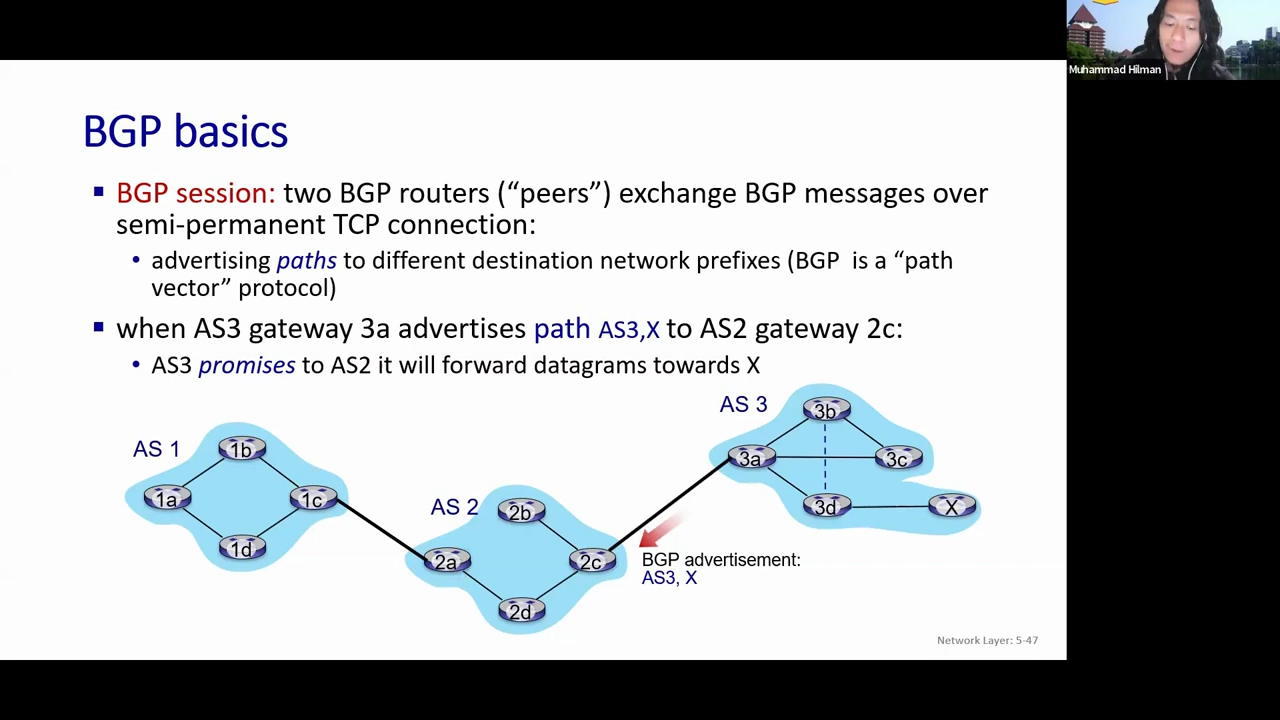 Muhammad Hilman
BGP basics
▪ BGP session: two BGP routers (“peers”) exchange BGP messages over
semi-permanent TCP connection:
• advertising paths to different destination network prefixes (BGP  is a “path
vector” protocol)
▪ when AS3 gateway 3a advertises path AS3,X to AS2 gateway 2c:
• AS3 promises to AS2 it will forward datagrams towards X
AS 1
1b
1a
1c
1d
AS 2
2b
2a
2c
2d
AS 3
3b
3a
3c
3d
X
BGP advertisement:
AS3, X
Network Layer: 5-47